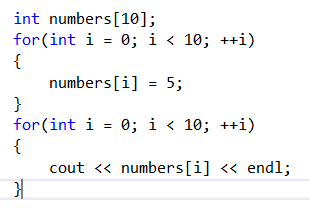 int numbers[10];
for(int i = 0; i < 10; ++i)
{
    numbers[i] = 5;
}
for(int i = 0; i < 10; ++i)
{
    cout << numbers[i] << endl;
}